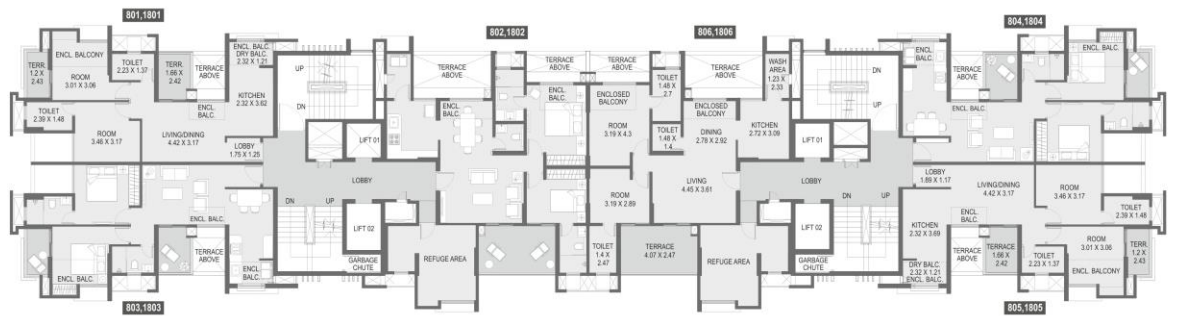 801,1801
ENCL. BALCONY
TERR.
1.2 X
2.43
ROOM
3.01 X 3.06
TOILET
2.23 X 1.37
TERR.
1.66 X
2.42
TERRACE
ABOVE
ENCL. BALC.
DRY BALC.
2.32 X 1.21
KITCHEN
2.32 X 3.62
ENCL.
BALC.
TOILET
2.39 X 1.48
ROOM
3.46 X 3.17
LIVING/DINING
4.42 X 3.17
LOBBY
1.75 X 1.25
UP
DN
LIFT 01
802,1802
TERRACE
ABOVE
ENCL.
BALC.
ENCL.
BALC.
TERRACE
ABOVE
TERRACE
ABOVE
806,1806
TERRACE
ABOVE
TOILET
1.48 X
2.7
WASH
AREA
1.23 X
2.33
ENCLOSED
BALCONY
ROOM
3.19 X 4.3
ENCLOSED
BALCONY
TOILET
1.48 X
1.4
DINING
2.78 X 2.92
KITCHEN
2.72 X 3.09
DN
UP
LIFT 01
804,1804
ENCL.
BALC.
TERRACE
ABOVE
ENCL. BALC.
ENCL. BALC.
LOBBY
DN
UP
LIFT 02
GARBAGE
CHUTE
REFUGE AREA
ROOM
3.19 X 2.89
LIVING
4.45 X 3.61
TOILET
1.4 X
2.47
TERRACE
4.07 X 2.47
REFUGE AREA
LOBBY
DN
UP
LIFT 02
GARBAGE
CHUTE
LOBBY
1.89 X 1.17
LIVING/DINING
4.42 X 3.17
ROOM
3.46 X 3.17
TOILET
2.39 X 1.48
ENCL.
BALC.
KITCHEN
2.32 X 3.69
DRY BALC.
2.32 X 1.21
ENCL. BALC.
TERRACE
ABOVE
TERRACE
1.66 X
2.42
TOILET
2.23 X 1.37
ROOM
3.01 X 3.06
ENCL. BALCONY
TERR.
1.2 X
2.43
805,1805
ENCL. BALC.
ENCL. BALC.
TERRACE
ABOVE
ENCL.
BALC.
803,1803